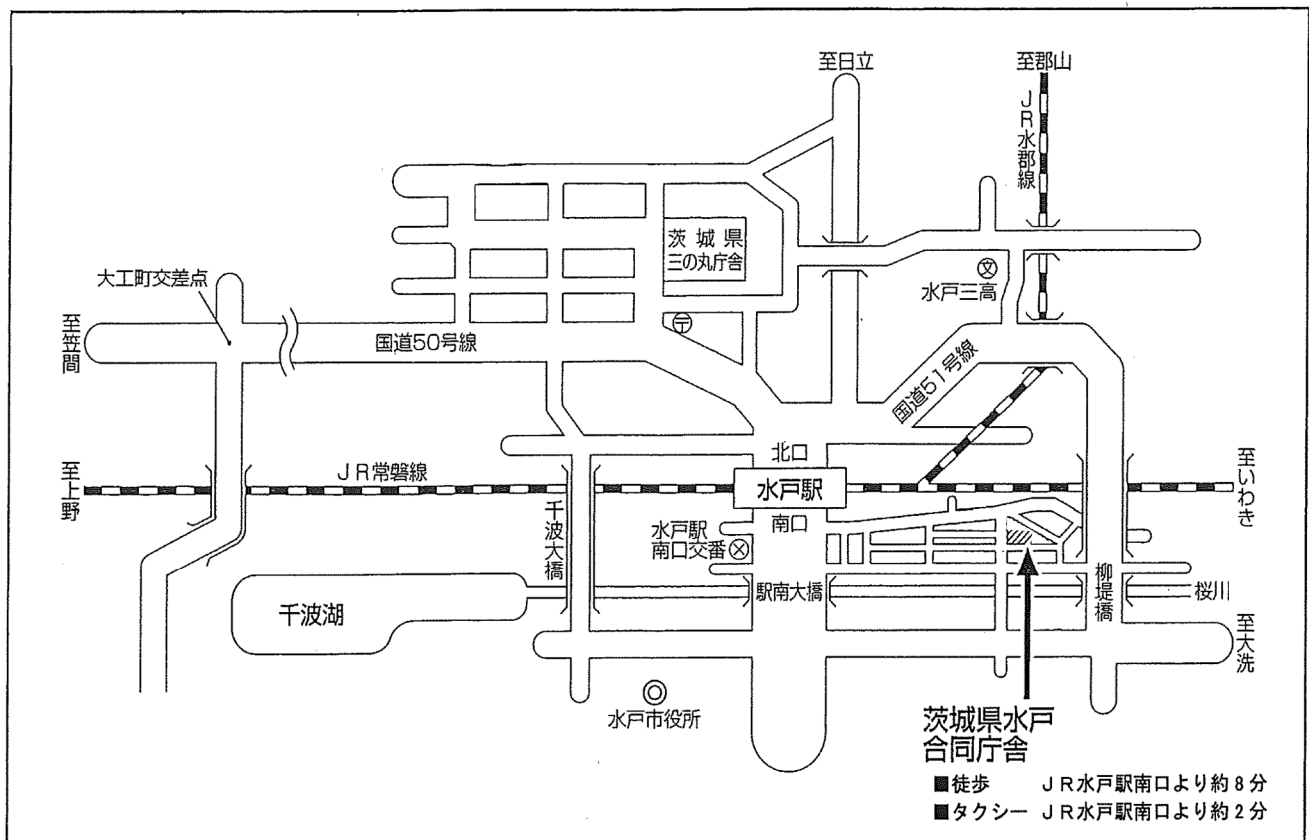 至日立
至郡山
JR水郡線
茨城県
三の丸庁舎
大工町交差点
水戸三高
文
至笠間
〒
国道50号線
国道51号線
北口
至上野
JR常磐線
水戸駅
至いわき
千波大橋
水戸駅
南口交番
南口
千波湖
駅南大橋
柳堤橋
桜川
至大洗
水戸市役所
茨城県水戸
合同庁舎
■徒歩 JR水戸駅南口より約8分
■タクシー JR水戸駅南口より約2分